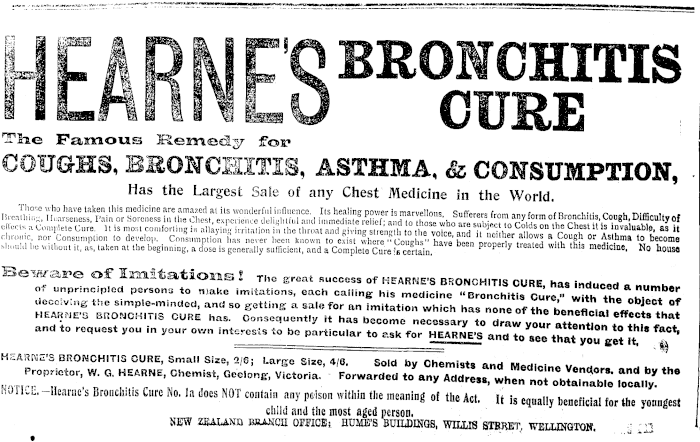 HEARNE'S BRONCHITIS
CURE
The Famous Remedy for
COUGHS, BRONCHITIS, ASTHMA, & CONSUMPTION,
Has the Largest Sale of any Chest Medicine in the World.
Those who have taken this medicine are amazed at its wonderful influence. Its healing power is marvellous. Sufferers from any form of Bronchitis, Cough, Difficulty of
Breathing, Hearseness, Pain or Soreness in the Chest, experience delightful and immediate relief; and to those who are subject to Colds on the Chest it is invaluable, as it
effects a Complete Cure. It is most comforting in allaying irritation in the throat and giving strength to the voice, and it neither allows a Cough or Asthma to become
chronic, nor Consumption to develop. Consumption has never been known to exist where "Coughs" have been properly treated with this medicine, No house
should be without it, as, taken at the beginning, a dose is generally sufficient, and a Complete Cure is certain.
Beware of Imitations! The great success of HEARNE'S BRONCHITIS CURE, has induced a number
of unprincipled persons to make imitations, each calling his medicine "Bronchitis Cure," with the object of
deceiving the simple-minded, and so getting a sale for an imitation which has none of the beneficial effects that
HEARNE'S BRONCHITIS CURE has. Consequently it has become necessary to draw your attention to this fact,
and to request you in your own interests to be particular to ask for HEARNE'S and to see that you get it,
HEARNE'S BRONCHITIS CURE, Small Size, 2/6; Large Size, 4/6. Sold by Chemists and Medicine Vendors, and by the
Proprietor, W. G. HEARNE, Chemist, Geelong, Victoria. Forwarded to any Address, when not obtainable locally.
NOTICE.—Hearne's Bronchitis Cure No. 1a does NOT contain any poison within the meaning of the Act. It is equally beneficial for the youngest
child and the most aged person.
NEW ZEALAND BRANCH OFFICE; HUME'S BUILDINGS, WILLIS STREET, WELLINGTON.